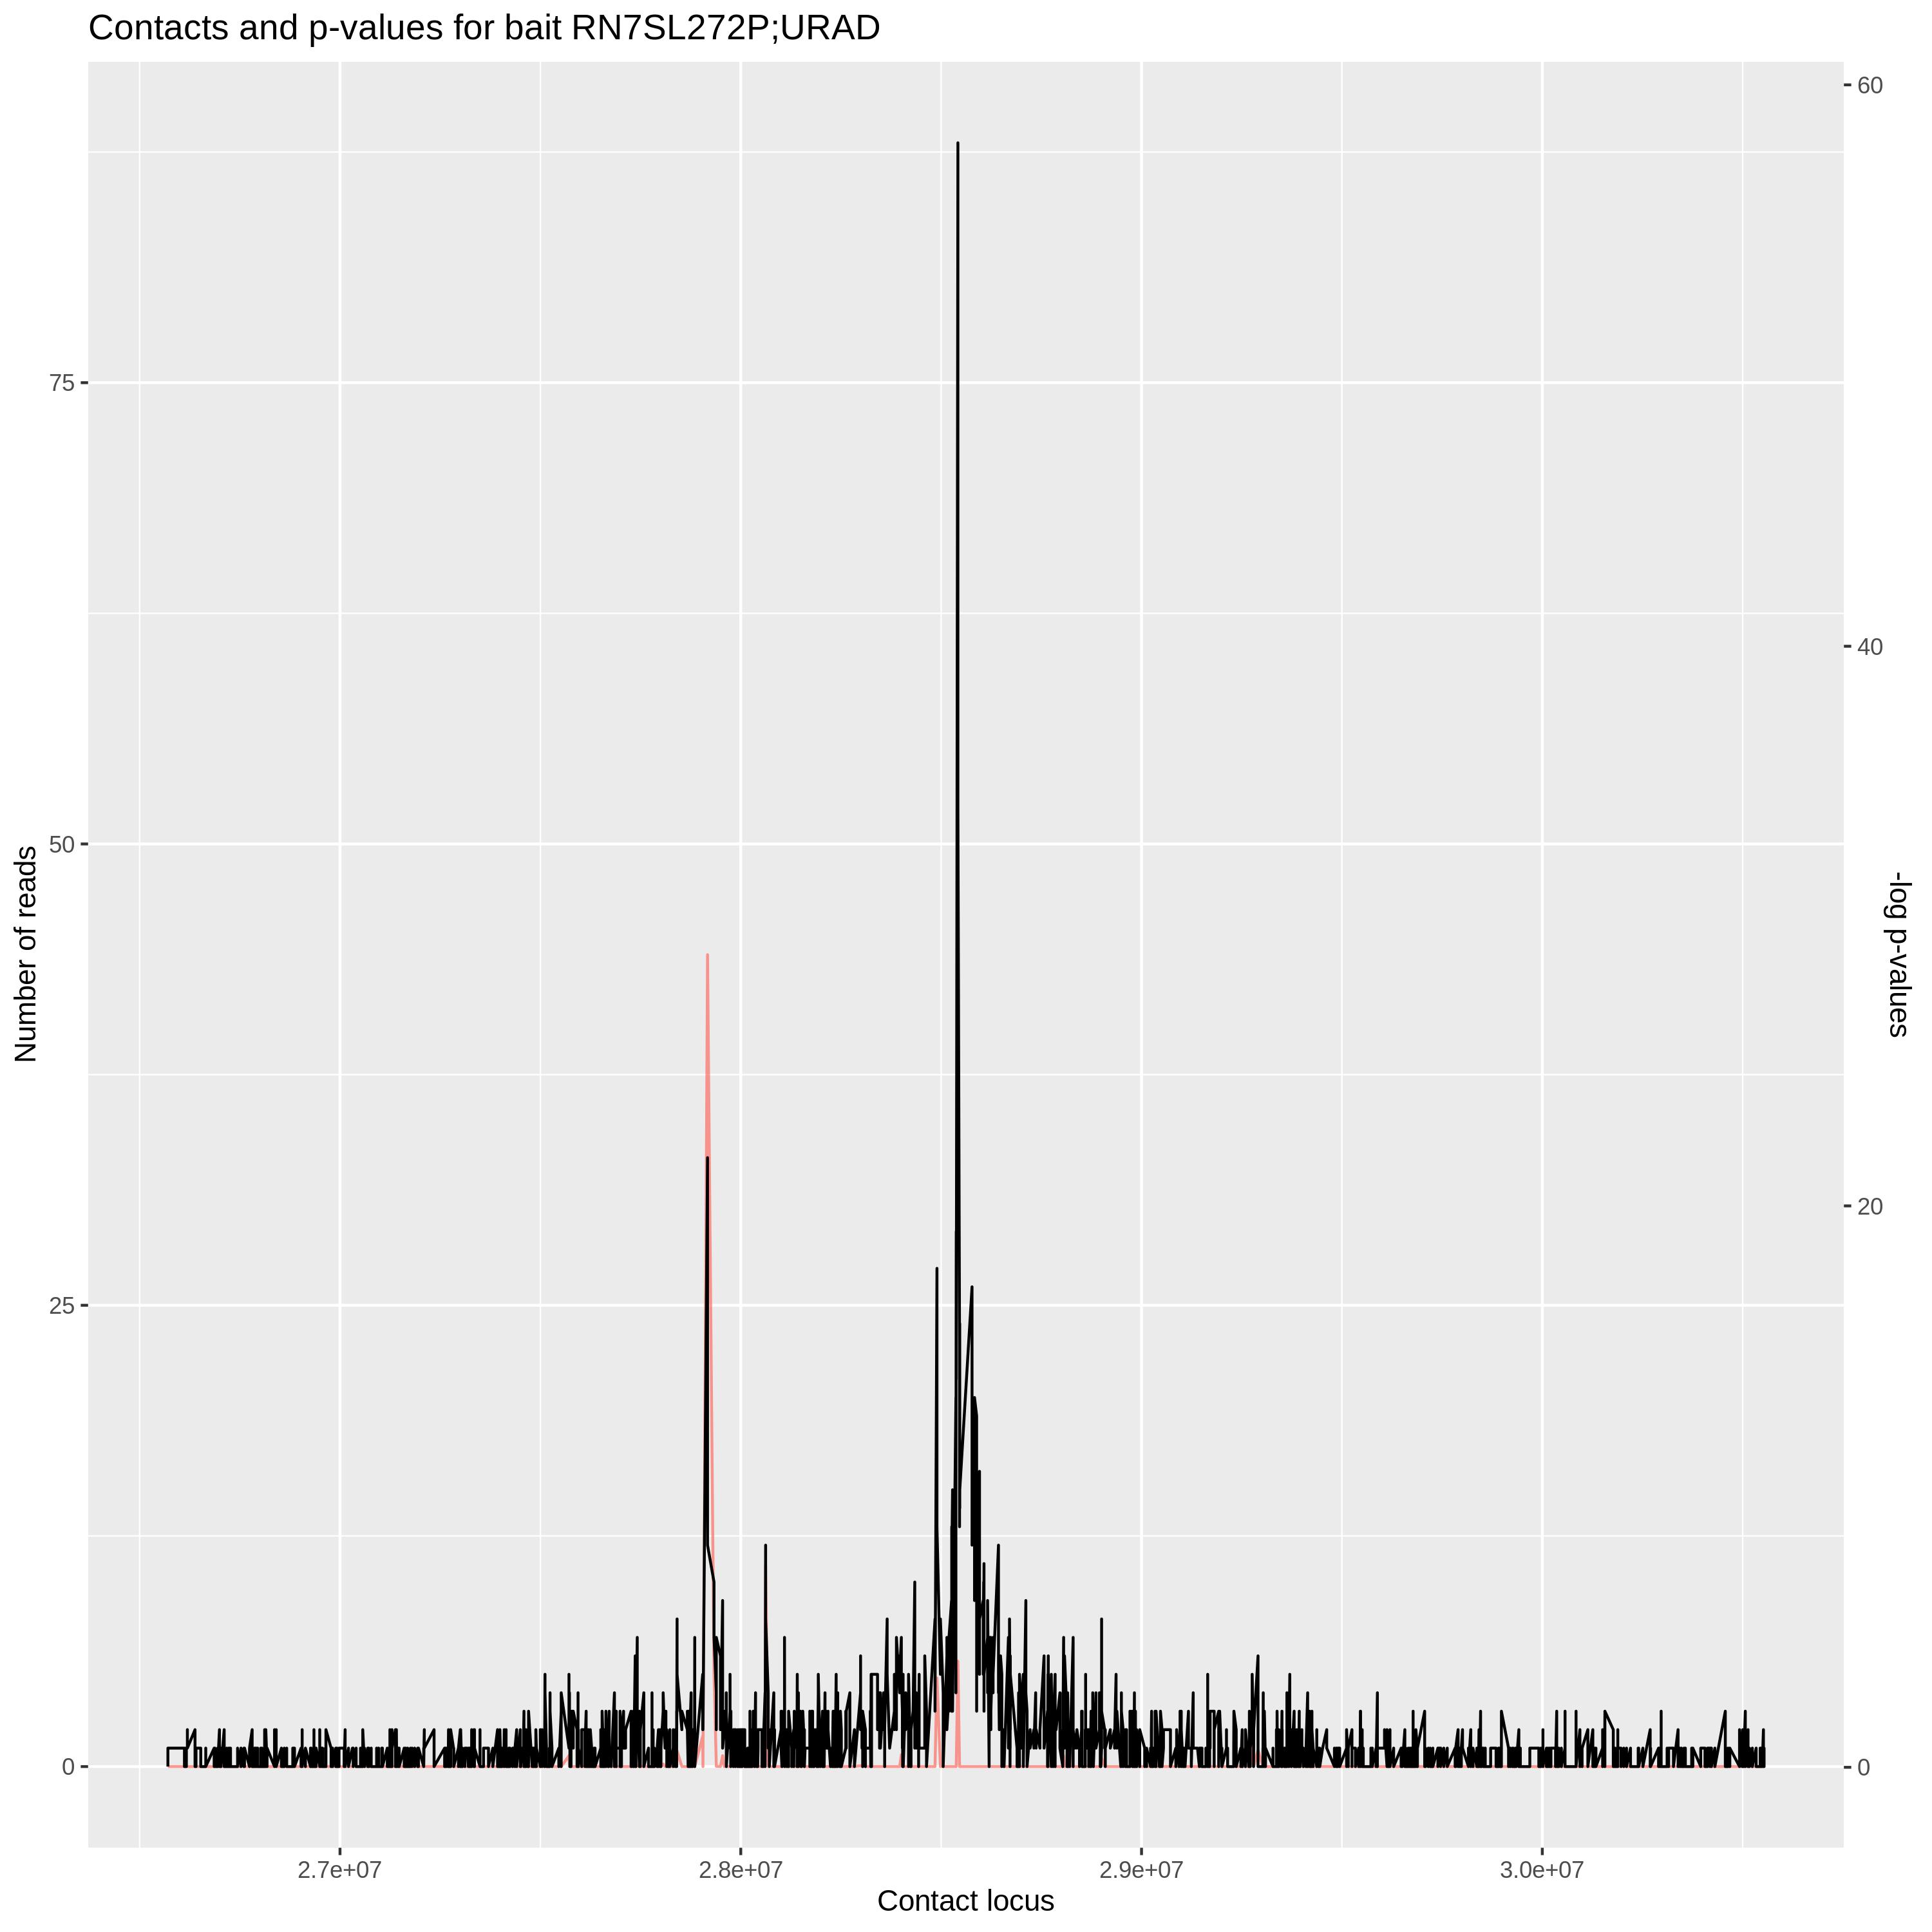 Contacts and p-values for bait RN7SL272P;URAD
60
75
40
50
Number of reads
-log p-values
20
25
0
0
2.7e+07
2.8e+07
2.9e+07
3.0e+07
Contact locus